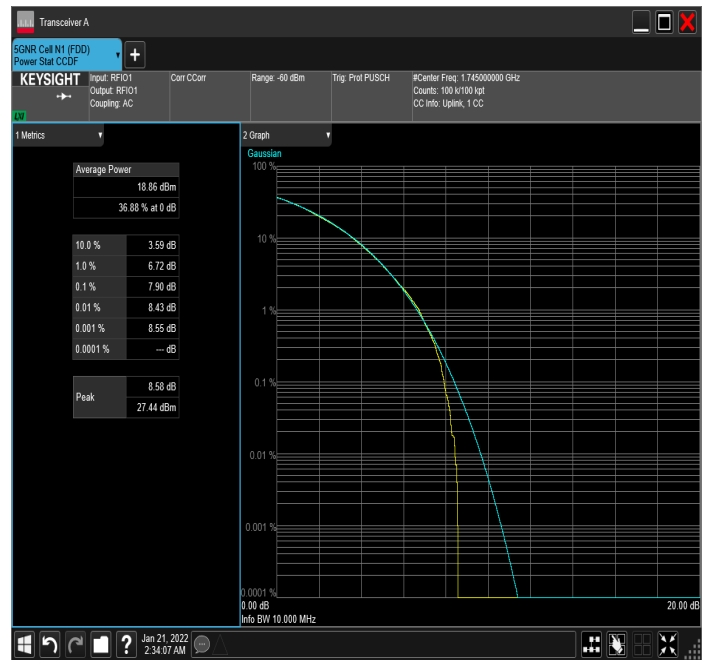 Transceiver A
5GNR Cell N1 (FDD)
Power Stat CCDF
KEYSIGHT
LXI
Input: RFIO1
Output: RFIO1
Coupling: AC
Corr CCorr
Range: -60 dBm
Trig: Prot PUSCH
#Center Freq: 1.745000000 GHz
Counts: 100 k/100 kpt
CC Info: Uplink, 1 CC
1 Metrics
Average Power
18.86 dBm
36.88 % at 0 dB
10.0 % 3.59 dB
1.0 % 6.72 dB
0.1 % 7.90 dB
0.01 % 8.43 dB
0.001 % 8.55 dB
0.0001 % --- dB
Peak
8.58 dB
27.44 dBm
2 Graph
Gaussian
100 %
10 %
1 %
0.1 %
0.01 %
0.001 %
0.0001 %
0.00 dB
20.00 dB
Info BW 10.000 MHz
?
Jan 21, 2022
2:34:07 AM